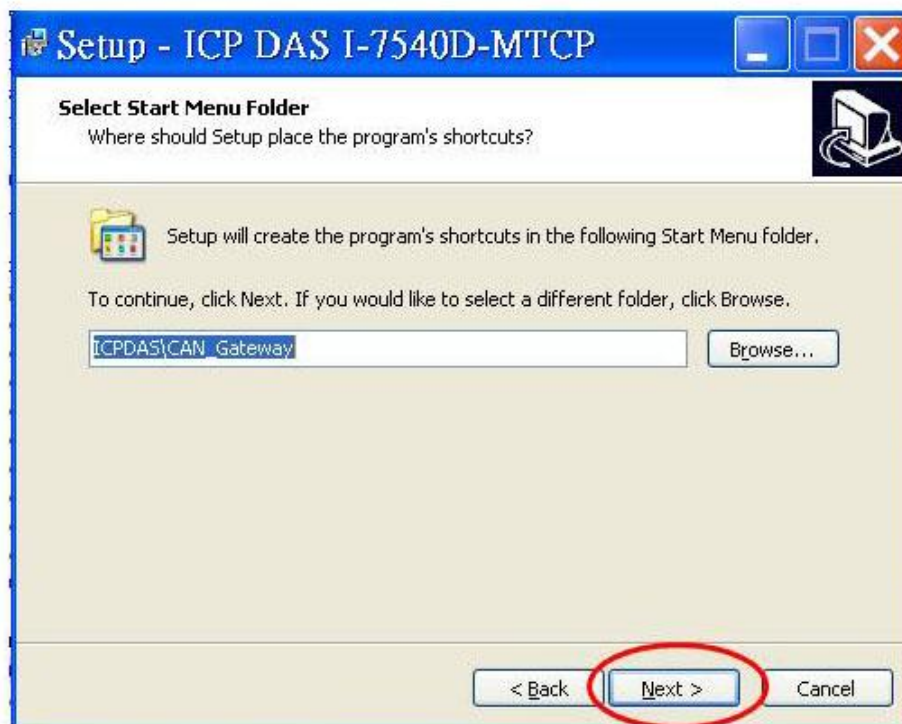 Setup - ICP DAS I-7540D-MTCP
Select Start Menu Folder
Where should Setup place the program's shortcuts?
Setup will create the program's shortcuts in the following Start Menu folder.
To continue, click Next. If you would like to select a different folder, click Browse.
ICPDAS\CAN_Gateway
Browse...
< Back
Next >
Cancel